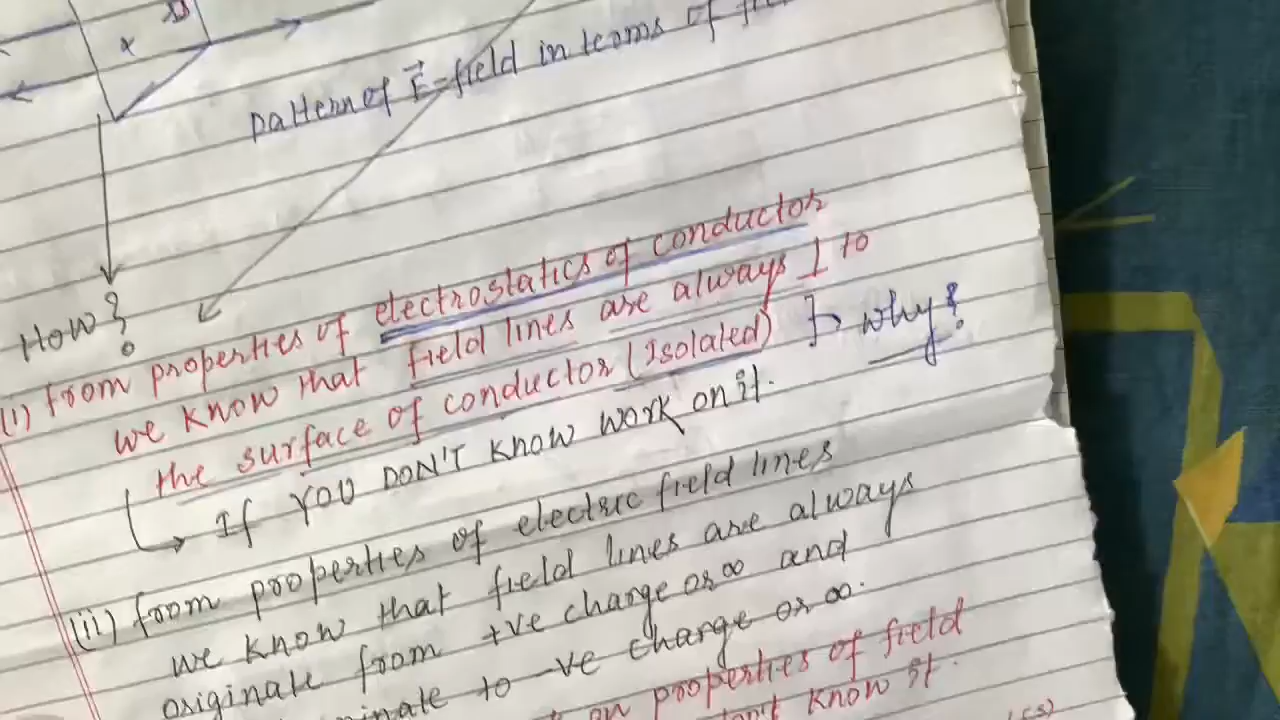 x
pattern of E-field in terms of
How?
(i) from properties of electrostatics of conductor
we know that field lines are always ⊥ to
the surface of conductor (Isolated) } → why?
→ If YOU DON'T KNOW WORK on it.
(ii) from properties of electric field lines
we know that field lines are always
originate from +ve charge or ∞ and
to -ve charge or ∞.
on properties of field
know it.